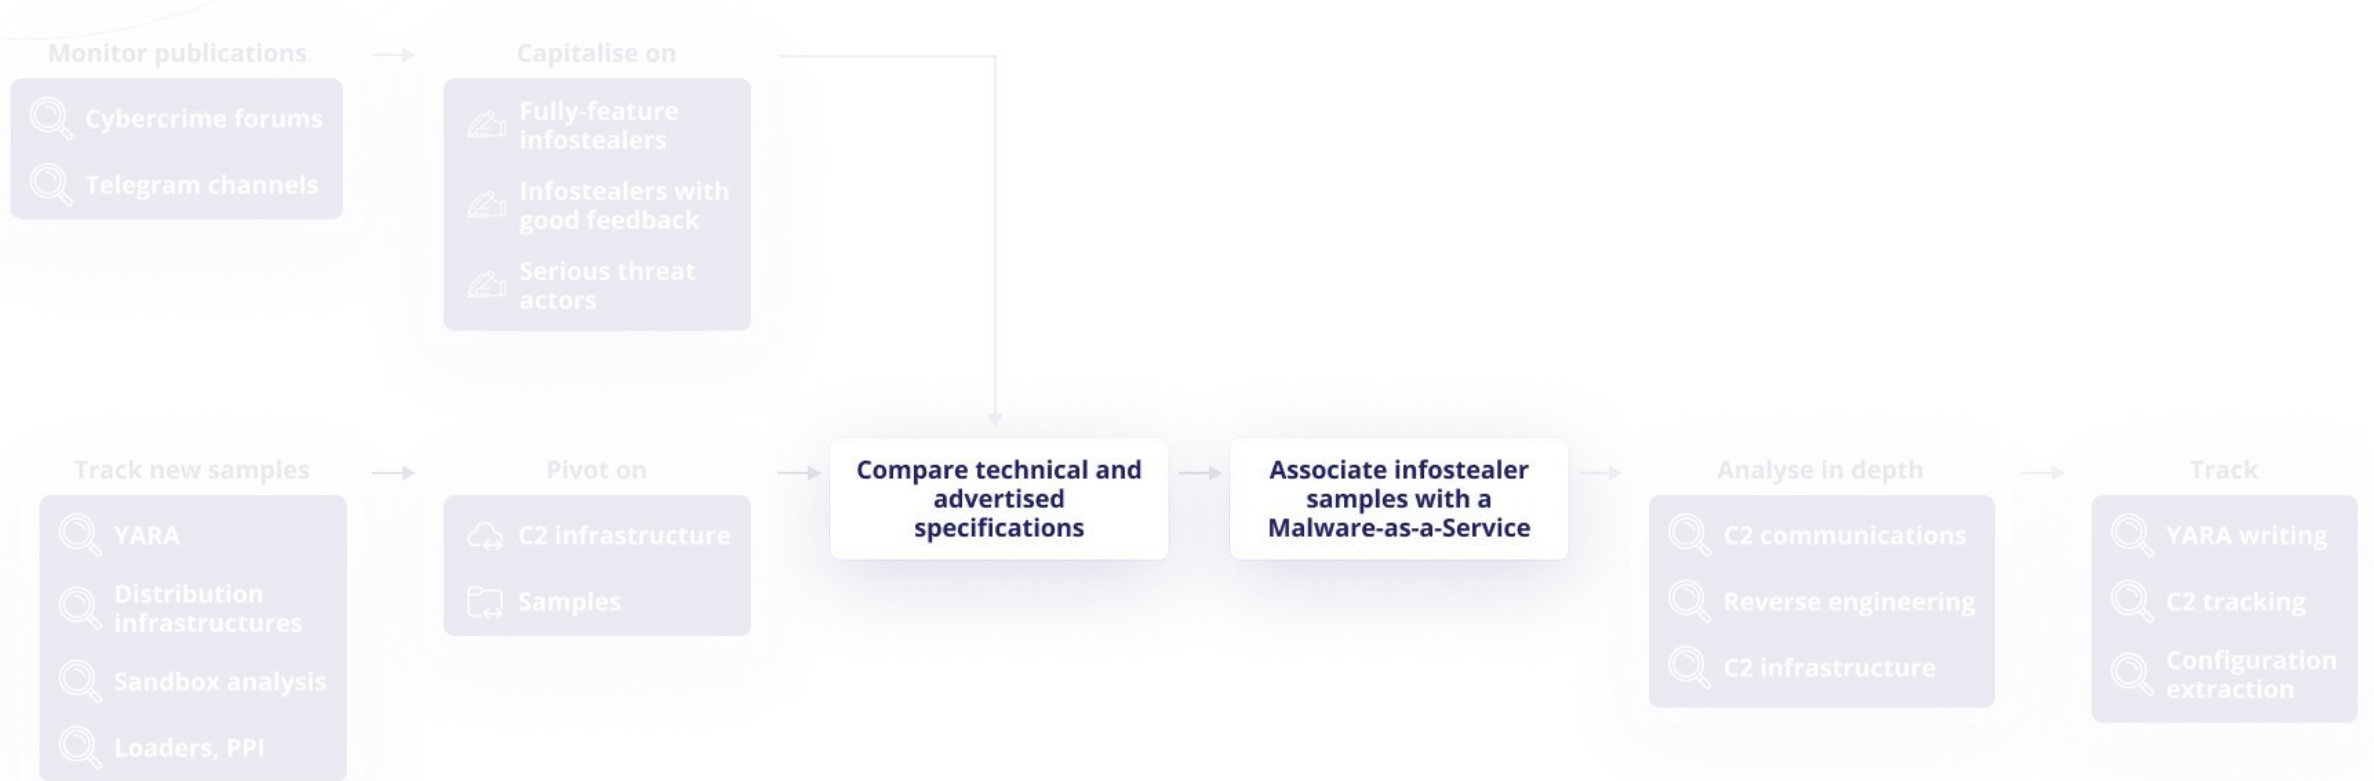 Monitor publications
Cybercrime forums
Telegram channels
Capitalise on
Fully-feature
infostealers
Infostealers with
good feedback
Serious threat
actors
Track new samples
YARA
Distribution
infrastructures
Sandbox analysis
Loaders, PPI
Pivot on
C2 infrastructure
Samples
Compare technical and
advertised
specifications
Associate infostealer
samples with a
Malware-as-a-Service
Analyse in depth
C2 communications
Reverse engineering
C2 infrastructure
Track
YARA writing
C2 tracking
Configuration
extraction